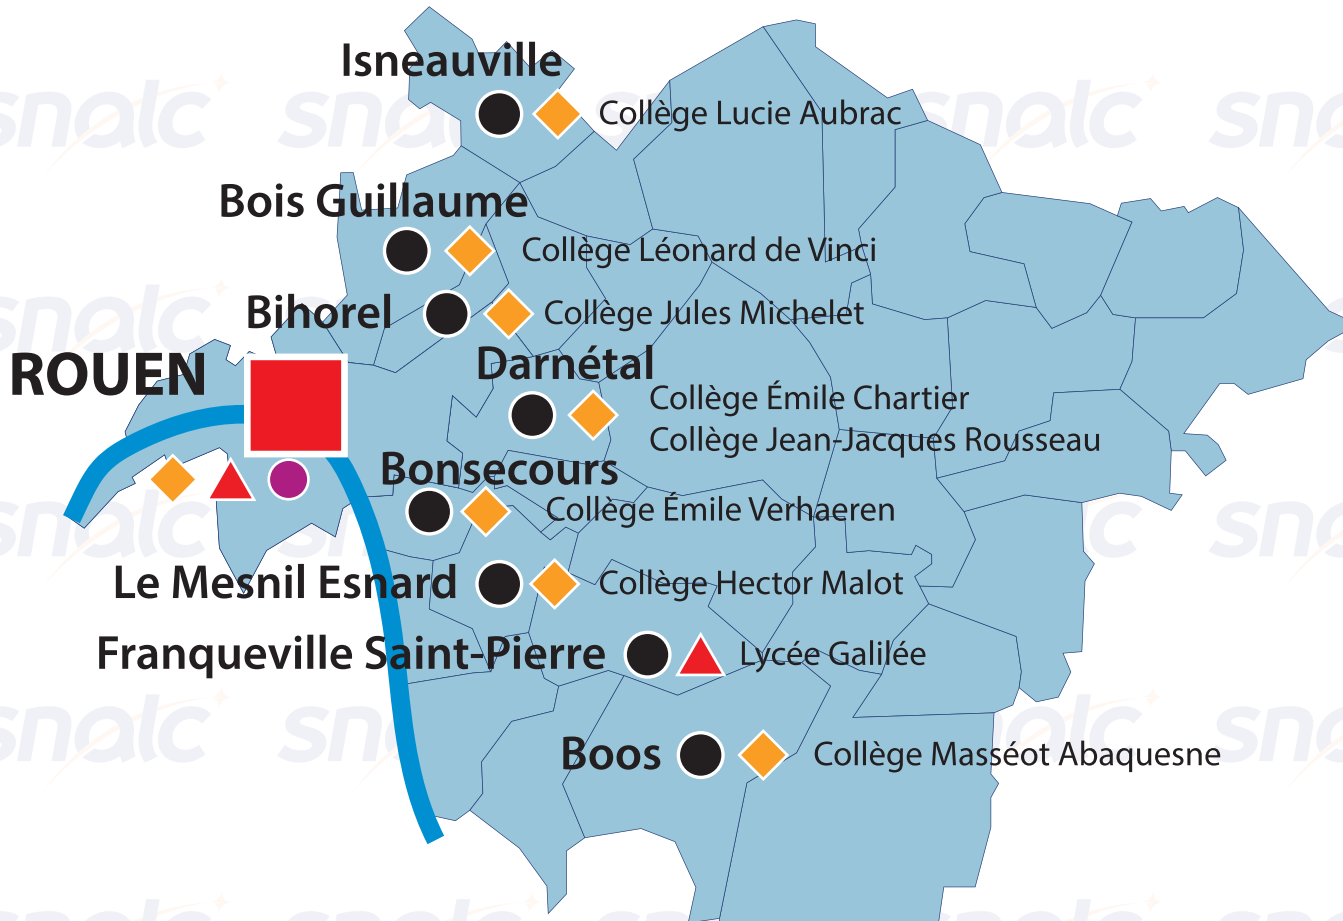 Isneauville
Collège Lucie Aubrac
Bois Guillaume
Collège Léonard de Vinci
Bihorel
Collège Jules Michelet
ROUEN
Darnétal
Collège Émile Chartier
Collège Jean-Jacques Rousseau
Bonsecours
Collège Émile Verhaeren
Le Mesnil Esnard
Collège Hector Malot
Franqueville Saint-Pierre
Lycée Galilée
Boos
Collège Masséot Abaquesne
snalc